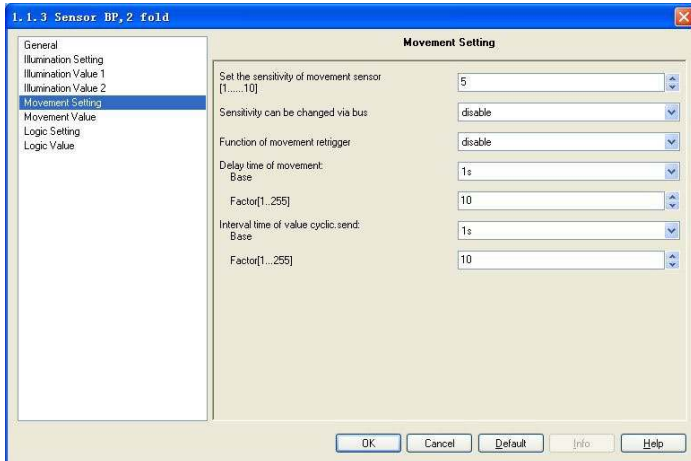 1.1.3 Sensor BP,2 fold
General
Illumination Setting
Illumination Value 1
Illumination Value 2
Movement Setting
Movement Value
Logic Setting
Logic Value
Movement Setting
Set the sensitivity of movement sensor
[1......10]
5
Sensitivity can be changed via bus
disable
Function of movement retrigger
disable
Delay time of movement:
Base
1s
Factor[1..255]
10
Interval time of value cyclic.send:
Base
1s
Factor[1...255]
10
OK
Cancel
Default
Info
Help